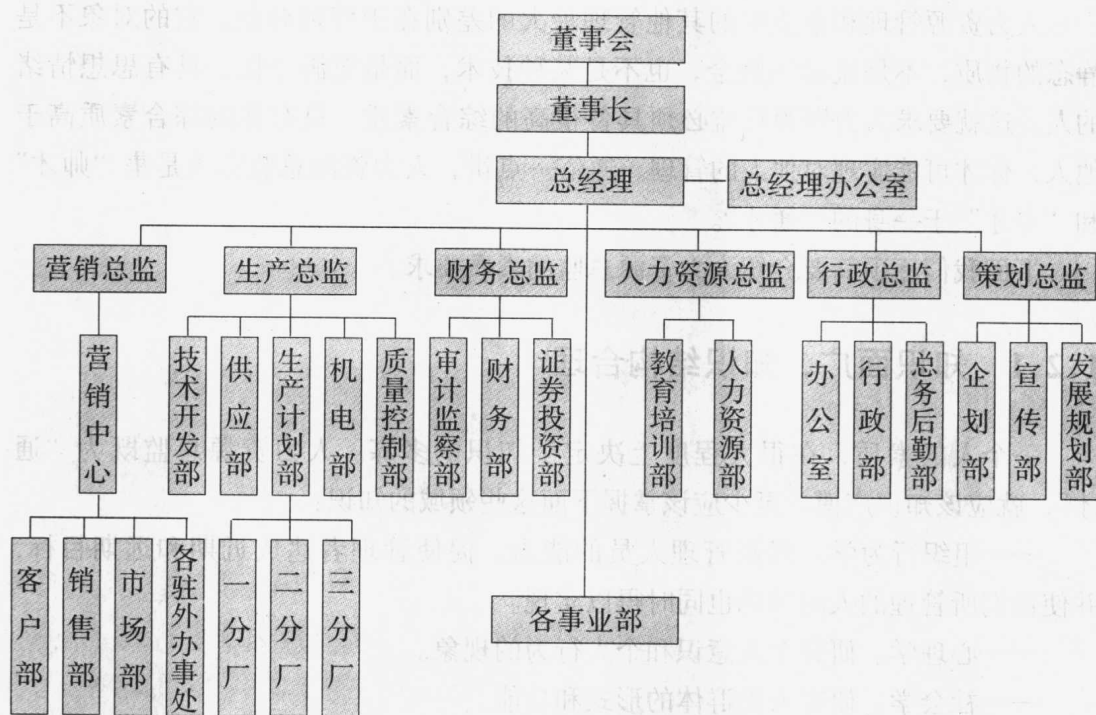 董事会
董事长
总经理
总经理办公室
营销总监
生产总监
财务总监
人力资源总监
行政总监
策划总监
营销中心
技术开发部
供应部
生产计划部
机电部
质量控制部
审计监察部
财务部
证券投资部
教育培训部
人力资源部
办公室
行政部
总务后勤部
企划部
宣传部
发展规划部
客户部
销售部
市场部
各驻外办事处
一分厂
二分厂
三分厂
各事业部